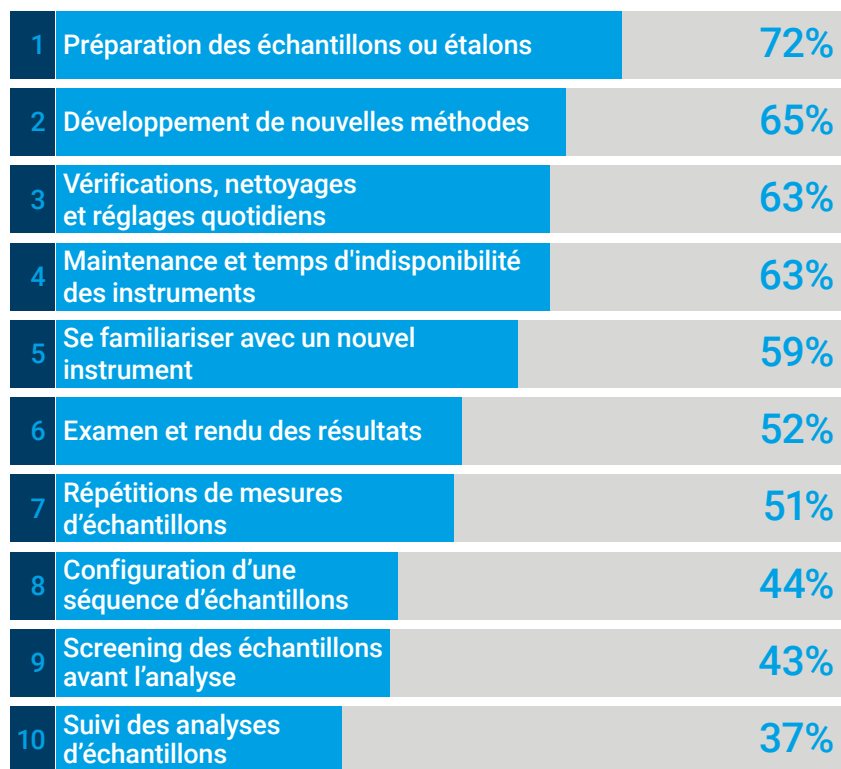 1 Préparation des échantillons ou étalons 72%
2 Développement de nouvelles méthodes 65%
3 Vérifications, nettoyages
et réglages quotidiens 63%
4 Maintenance et temps d'indisponibilité
des instruments 63%
5 Se familiariser avec un nouvel
instrument 59%
6 Examen et rendu des résultats 52%
7 Répétitions de mesures
d’échantillons 51%
8 Configuration d’une
séquence d’échantillons 44%
9 Screening des échantillons
avant l’analyse 43%
10 Suivi des analyses
d’échantillons 37%